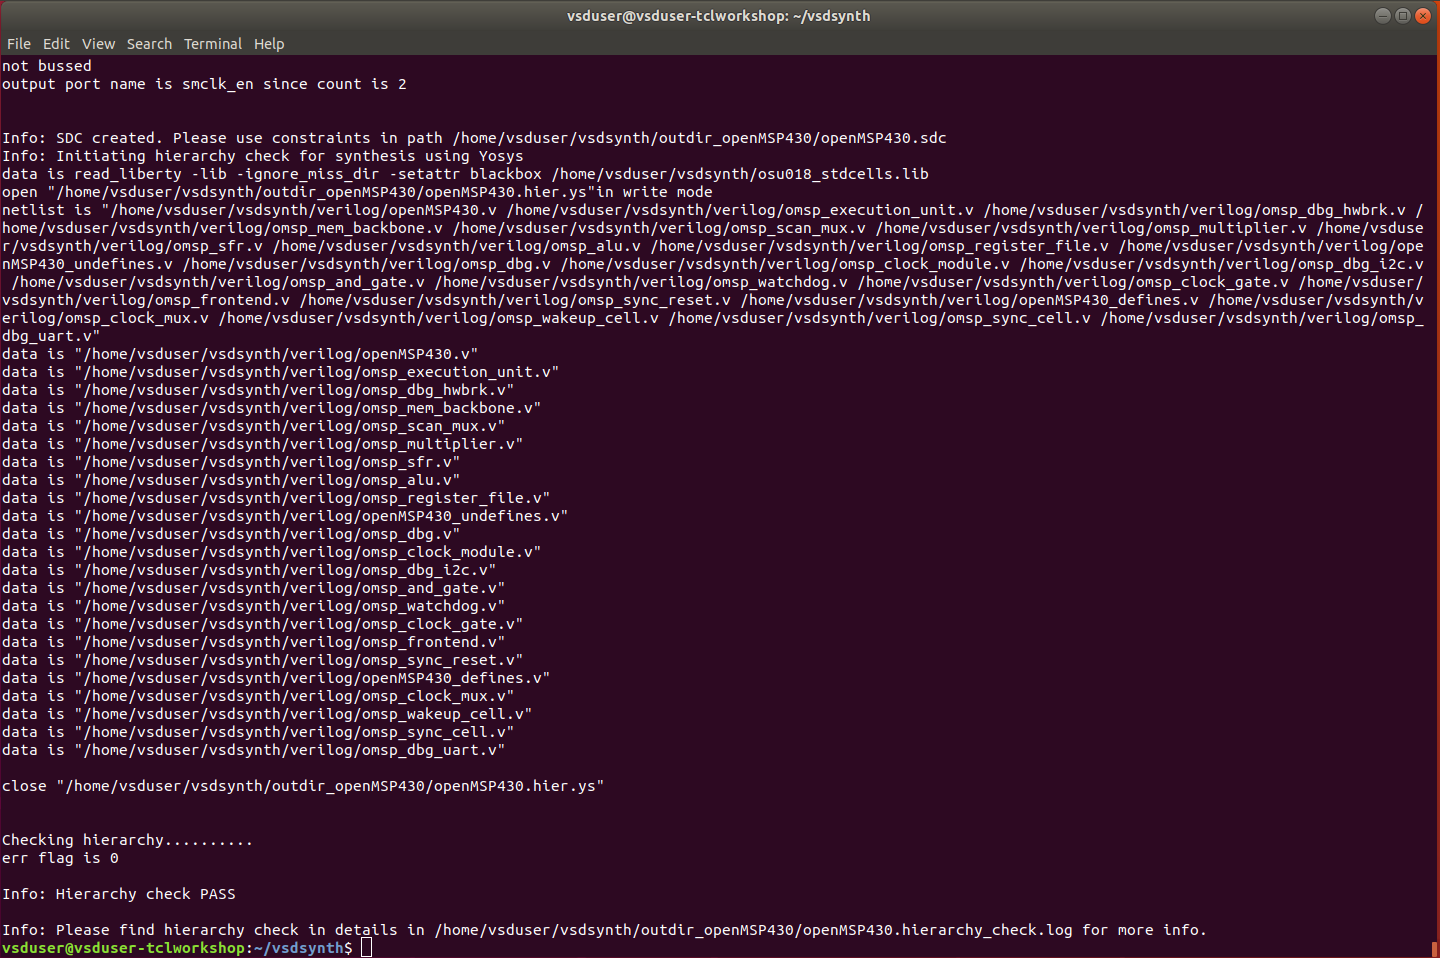 vsduser@vsduser-tclworkshop: ~/vsdsynth
File Edit View Search Terminal Help
not bussed
output port name is smclk_en since count is 2
Info: SDC created. Please use constraints in path /home/vsduser/vsdsynth/outdir_openMSP430/openMSP430.sdc
Info: Initiating hierarchy check for synthesis using Yosys
data is read_liberty -lib -ignore_miss_dir -setattr blackbox /home/vsduser/vsdsynth/osu018_stdcells.lib
open "/home/vsduser/vsdsynth/outdir_openMSP430/openMSP430.hier.ys"in write mode
netlist is "/home/vsduser/vsdsynth/verilog/openMSP430.v /home/vsduser/vsdsynth/verilog/omsp_execution_unit.v /home/vsduser/vsdsynth/verilog/omsp_dbg_hwbrk.v /
home/vsduser/vsdsynth/verilog/omsp_mem_backbone.v /home/vsduser/vsdsynth/verilog/omsp_scan_mux.v /home/vsduser/vsdsynth/verilog/omsp_multiplier.v /home/vsduse
r/vsdsynth/verilog/omsp_sfr.v /home/vsduser/vsdsynth/verilog/omsp_alu.v /home/vsduser/vsdsynth/verilog/omsp_register_file.v /home/vsduser/vsdsynth/verilog/ope
nMSP430_undefines.v /home/vsduser/vsdsynth/verilog/omsp_dbg.v /home/vsduser/vsdsynth/verilog/omsp_clock_module.v /home/vsduser/vsdsynth/verilog/omsp_dbg_i2c.v
 /home/vsduser/vsdsynth/verilog/omsp_and_gate.v /home/vsduser/vsdsynth/verilog/omsp_watchdog.v /home/vsduser/vsdsynth/verilog/omsp_clock_gate.v /home/vsduser/
vsdsynth/verilog/omsp_frontend.v /home/vsduser/vsdsynth/verilog/omsp_sync_reset.v /home/vsduser/vsdsynth/verilog/openMSP430_defines.v /home/vsduser/vsdsynth/v
erilog/omsp_clock_mux.v /home/vsduser/vsdsynth/verilog/omsp_wakeup_cell.v /home/vsduser/vsdsynth/verilog/omsp_sync_cell.v /home/vsduser/vsdsynth/verilog/omsp_
dbg_uart.v"
data is "/home/vsduser/vsdsynth/verilog/openMSP430.v"
data is "/home/vsduser/vsdsynth/verilog/omsp_execution_unit.v"
data is "/home/vsduser/vsdsynth/verilog/omsp_dbg_hwbrk.v"
data is "/home/vsduser/vsdsynth/verilog/omsp_mem_backbone.v"
data is "/home/vsduser/vsdsynth/verilog/omsp_scan_mux.v"
data is "/home/vsduser/vsdsynth/verilog/omsp_multiplier.v"
data is "/home/vsduser/vsdsynth/verilog/omsp_sfr.v"
data is "/home/vsduser/vsdsynth/verilog/omsp_alu.v"
data is "/home/vsduser/vsdsynth/verilog/omsp_register_file.v"
data is "/home/vsduser/vsdsynth/verilog/openMSP430_undefines.v"
data is "/home/vsduser/vsdsynth/verilog/omsp_dbg.v"
data is "/home/vsduser/vsdsynth/verilog/omsp_clock_module.v"
data is "/home/vsduser/vsdsynth/verilog/omsp_dbg_i2c.v"
data is "/home/vsduser/vsdsynth/verilog/omsp_and_gate.v"
data is "/home/vsduser/vsdsynth/verilog/omsp_watchdog.v"
data is "/home/vsduser/vsdsynth/verilog/omsp_clock_gate.v"
data is "/home/vsduser/vsdsynth/verilog/omsp_frontend.v"
data is "/home/vsduser/vsdsynth/verilog/omsp_sync_reset.v"
data is "/home/vsduser/vsdsynth/verilog/openMSP430_defines.v"
data is "/home/vsduser/vsdsynth/verilog/omsp_clock_mux.v"
data is "/home/vsduser/vsdsynth/verilog/omsp_wakeup_cell.v"
data is "/home/vsduser/vsdsynth/verilog/omsp_sync_cell.v"
data is "/home/vsduser/vsdsynth/verilog/omsp_dbg_uart.v"
close "/home/vsduser/vsdsynth/outdir_openMSP430/openMSP430.hier.ys"
Checking hierarchy..........
err flag is 0
Info: Hierarchy check PASS
Info: Please find hierarchy check in details in /home/vsduser/vsdsynth/outdir_openMSP430/openMSP430.hierarchy_check.log for more info.
vsduser@vsduser-tclworkshop:~/vsdsynth$